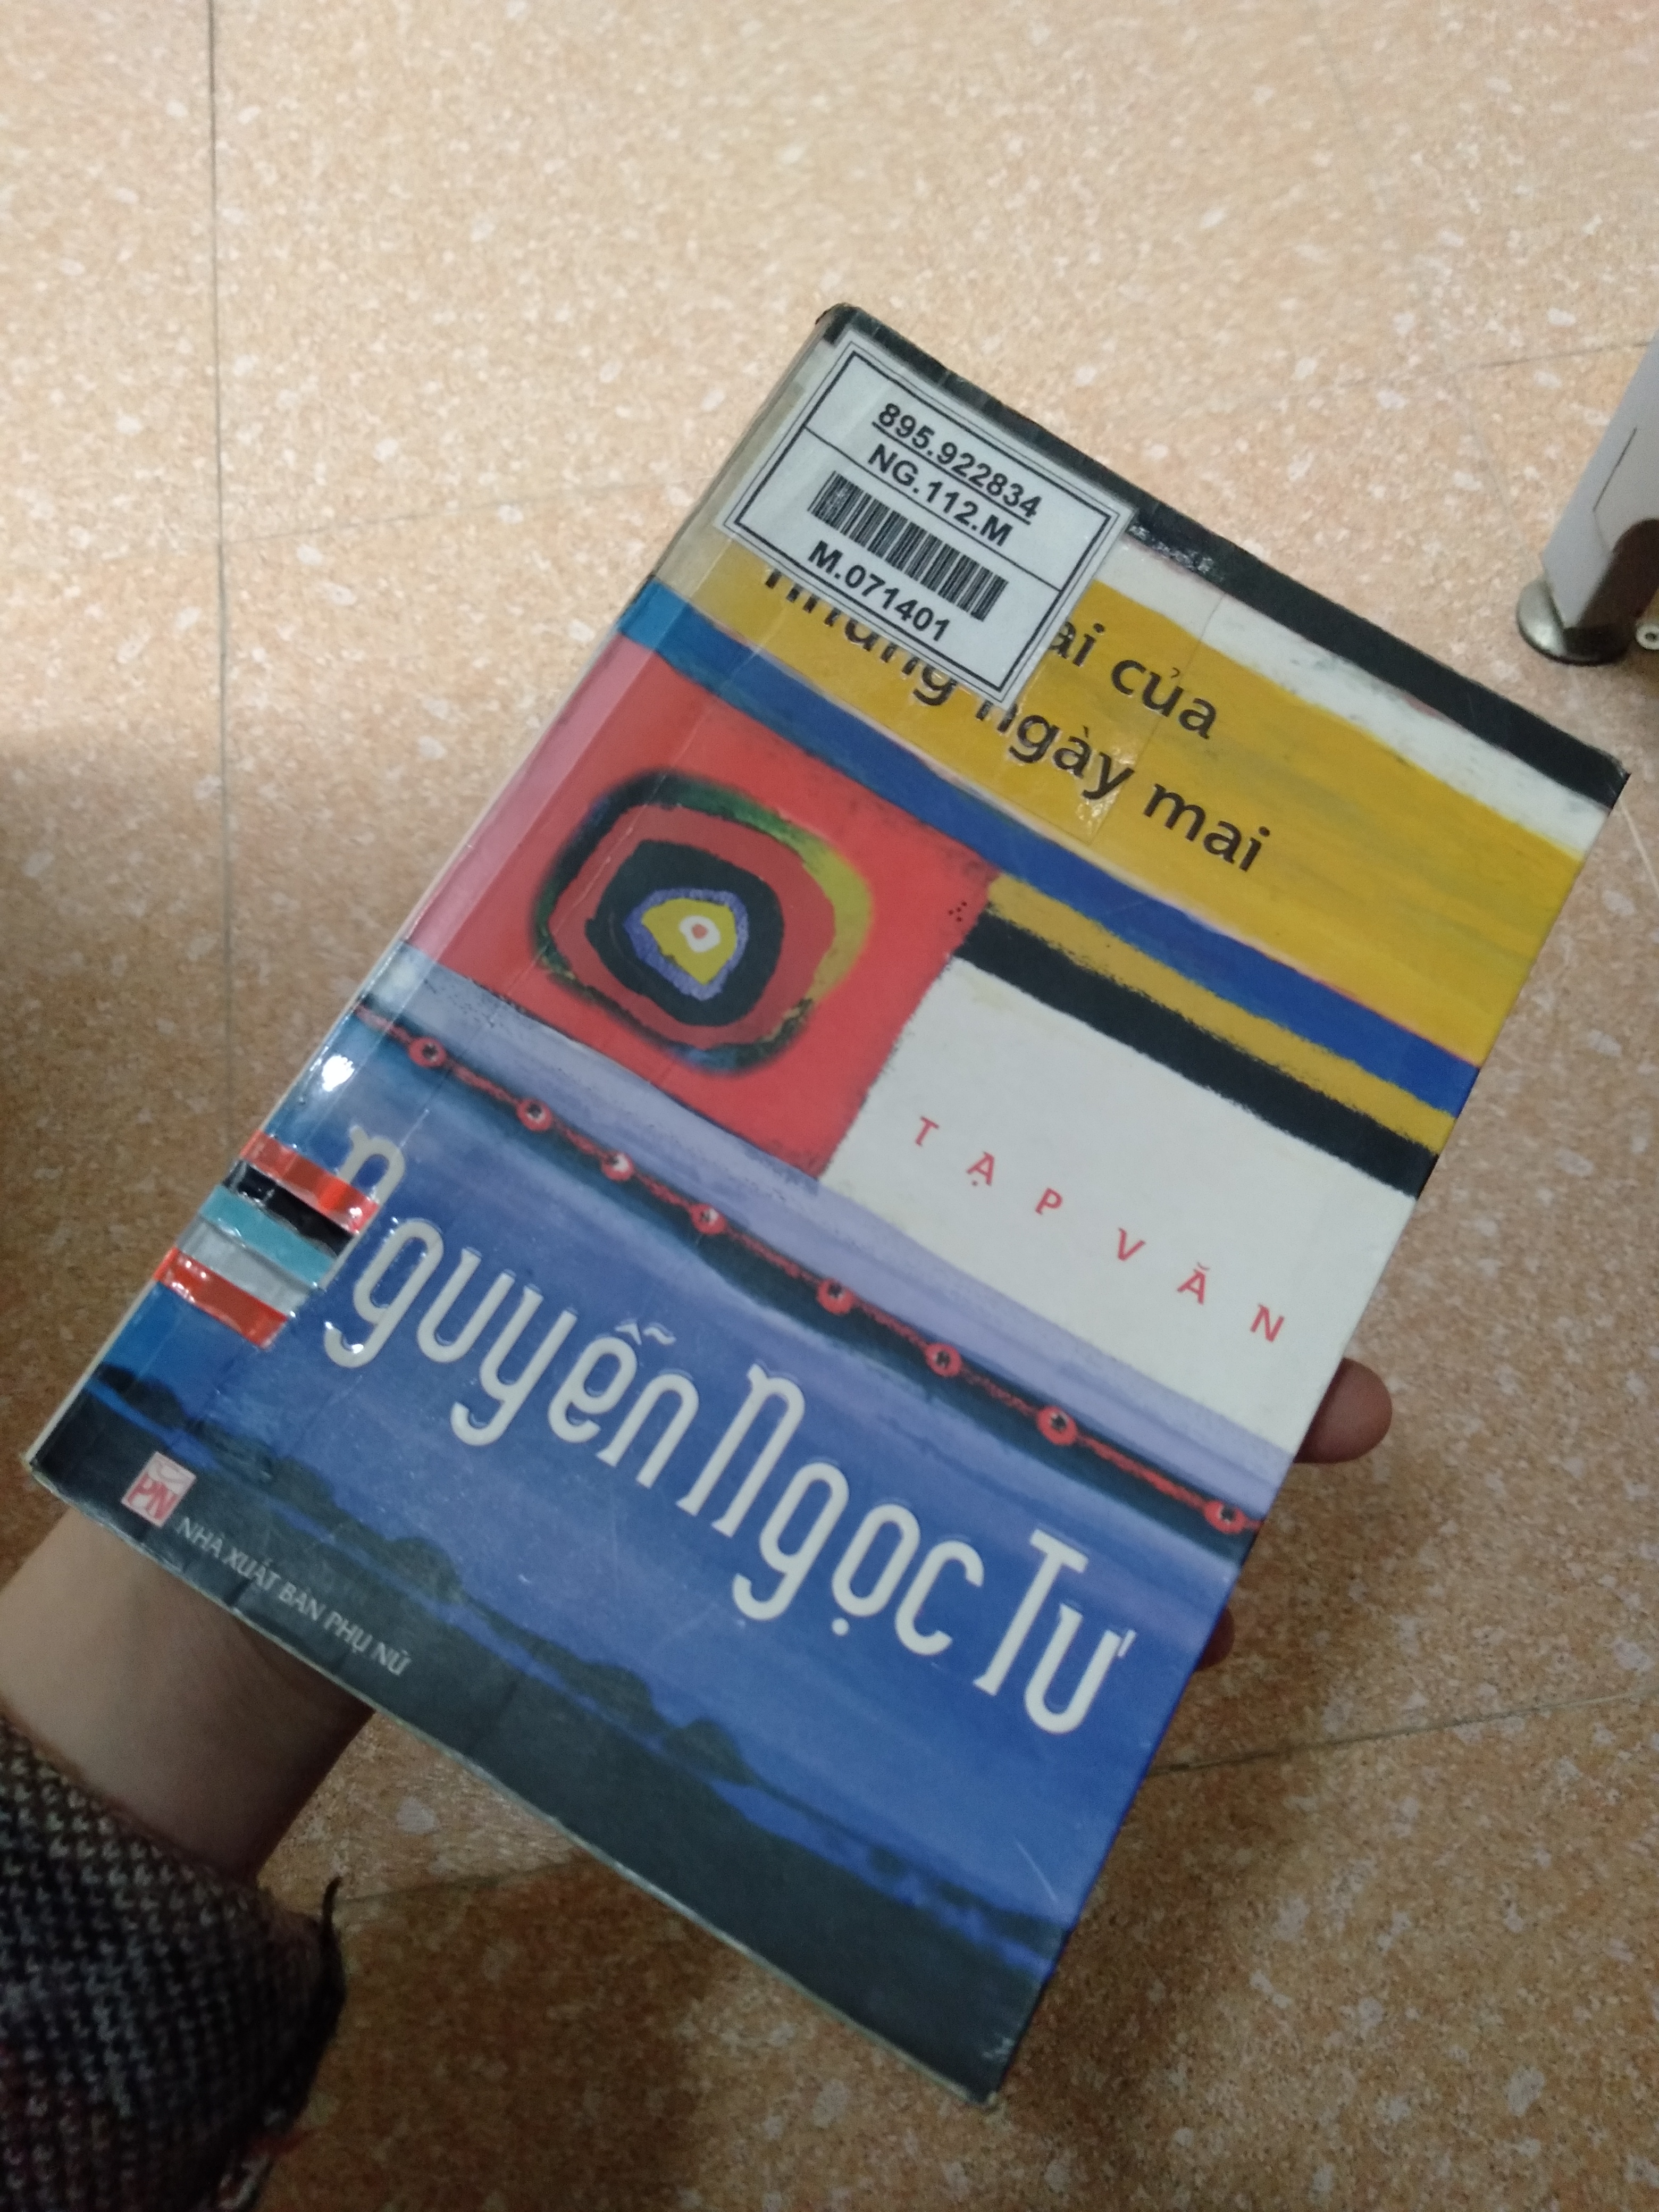 895.922834
NG.112.M
M.071401
của
ngày mai
TẠP VĂN
Nguyễn Ngọc Tư
PN
NHÀ XUẤT BẢN PHỤ NỮ